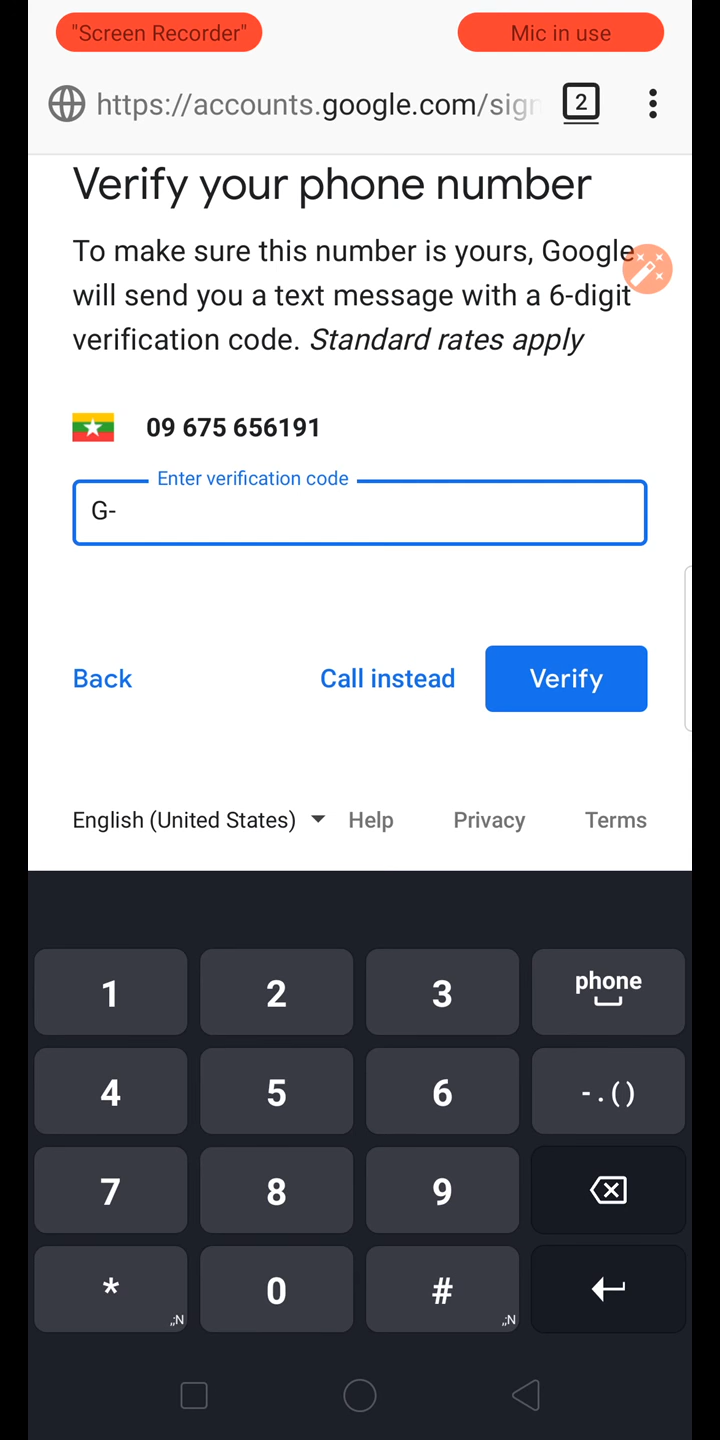 "Screen Recorder" Mic in use
https://accounts.google.com/sign 2
Verify your phone number
To make sure this number is yours, Google
will send you a text message with a 6-digit
verification code. Standard rates apply
09 675 656191
Enter verification code
G-
Back Call instead Verify
English (United States) Help Privacy Terms
1 2 3 phone
4 5 6 - . ( )
7 8 9
* ,,;N 0 # ,,;N